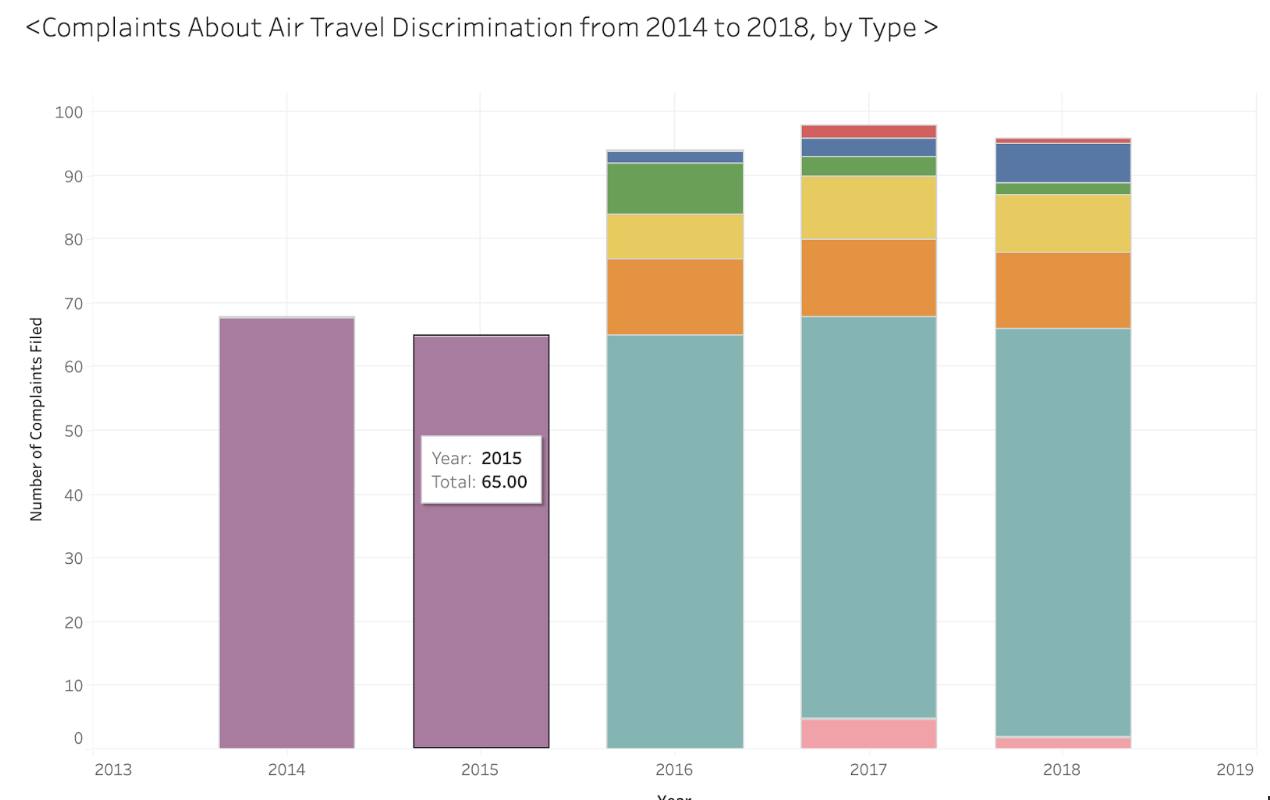 <Complaints About Air Travel Discrimination from 2014 to 2018, by Type >
100
90
80
70
60
50
40
30
20
10
0
Number of Complaints Filed
Year: 2015
Total: 65.00
2013 2014 2015 2016 2017 2018 2019
Year